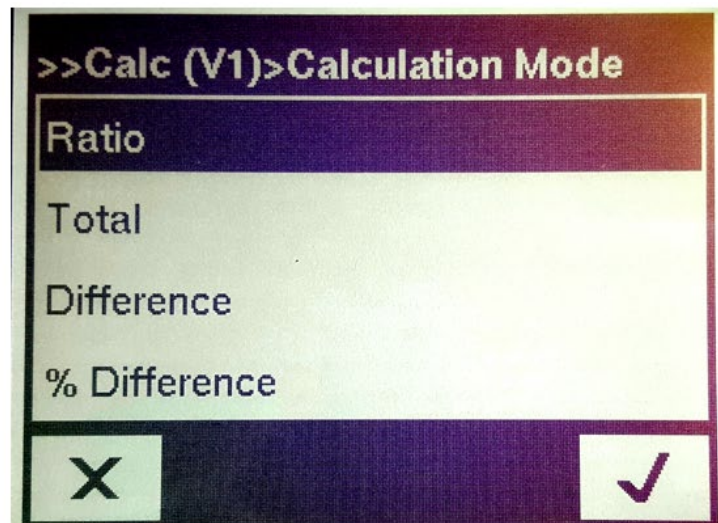 >>Calc (V1)>Calculation Mode
Ratio
Total
Difference
% Difference